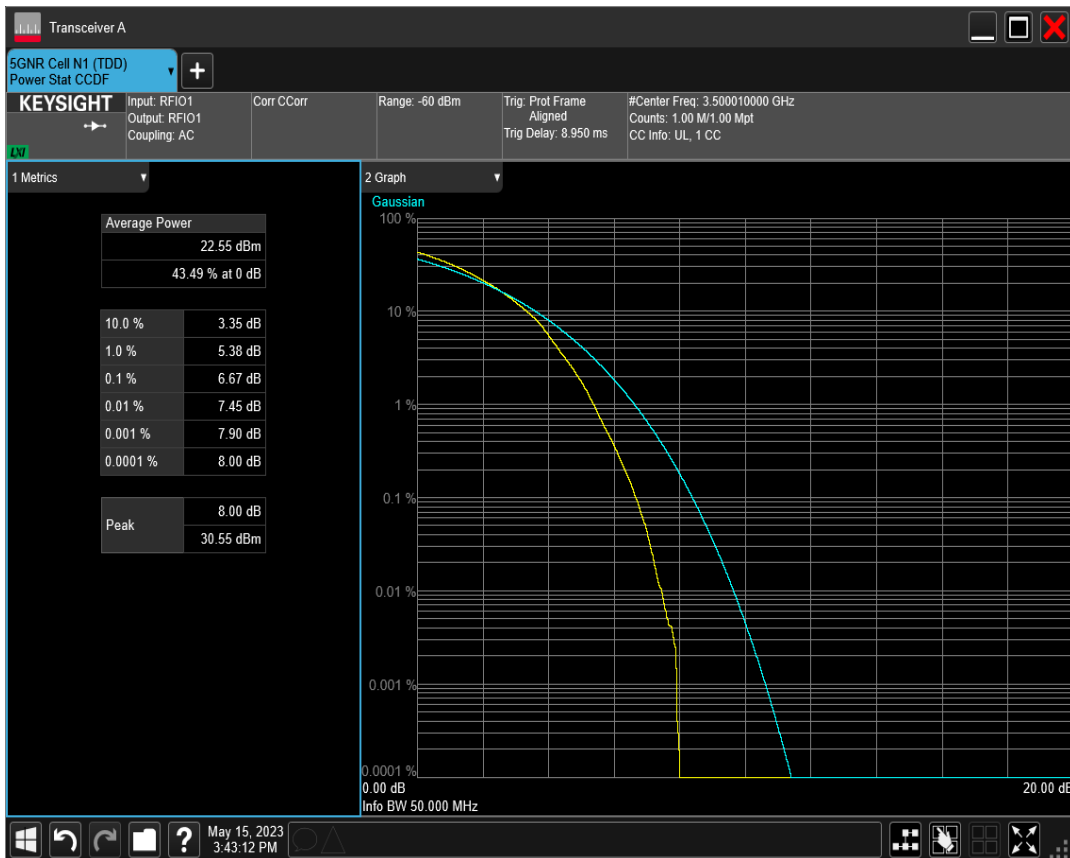 Transceiver A
5GNR Cell N1 (TDD)
Power Stat CCDF
KEYSIGHT
LXI
Input: RFIO1
Output: RFIO1
Coupling: AC
Corr CCorr
Range: -60 dBm
Trig: Prot Frame
Aligned
Trig Delay: 8.950 ms
#Center Freq: 3.500010000 GHz
Counts: 1.00 M/1.00 Mpt
CC Info: UL, 1 CC
1 Metrics
Average Power
22.55 dBm
43.49 % at 0 dB
10.0 % 3.35 dB
1.0 % 5.38 dB
0.1 % 6.67 dB
0.01 % 7.45 dB
0.001 % 7.90 dB
0.0001 % 8.00 dB
Peak 8.00 dB
30.55 dBm
2 Graph
Gaussian
100 %
10 %
1 %
0.1 %
0.01 %
0.001 %
0.0001 %
0.00 dB 20.00 dB
Info BW 50.000 MHz
May 15, 2023
3:43:12 PM